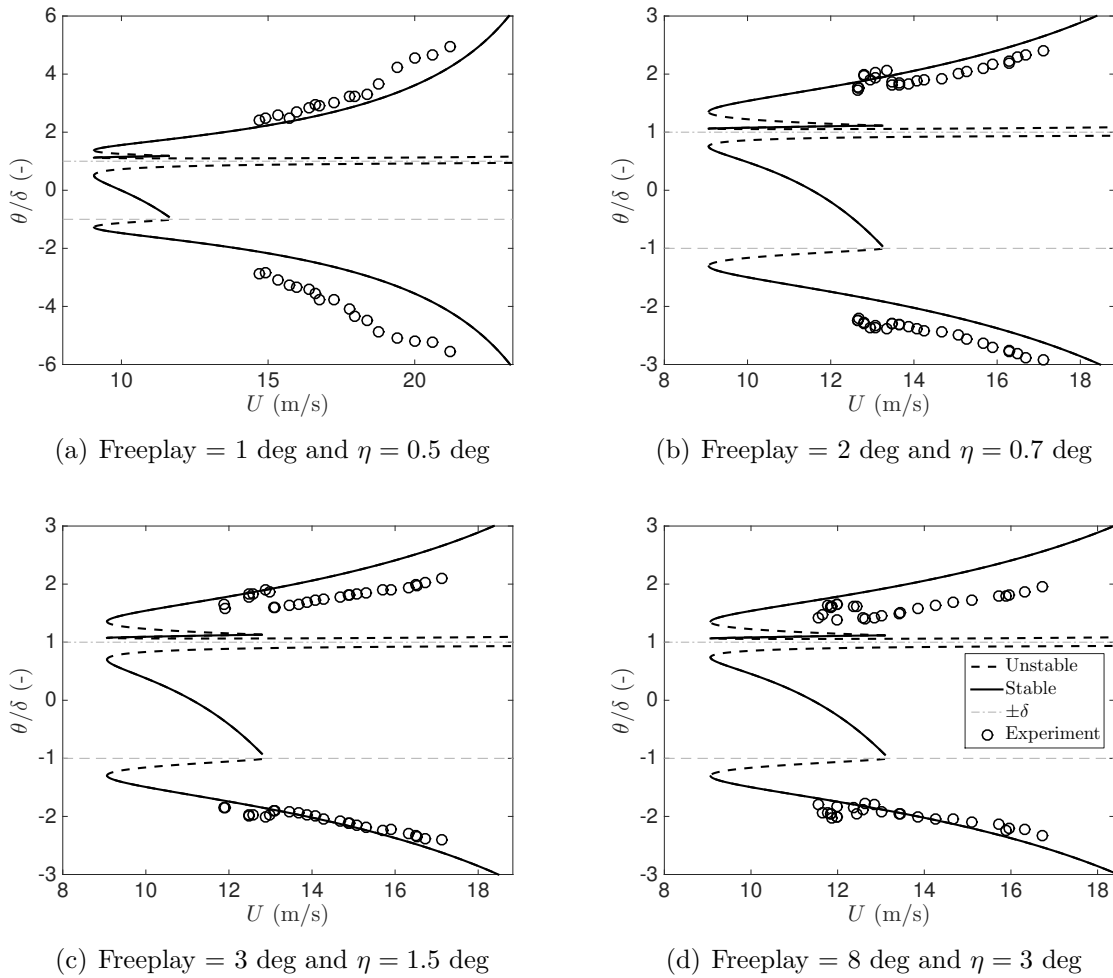 6
4
2
0
-2
-4
-6
θ/δ (-)
10 15 20
U (m/s)
(a) Freeplay = 1 deg and η = 0.5 deg
3
2
1
0
-1
-2
-3
θ/δ (-)
8 10 12 14 16 18
U (m/s)
(b) Freeplay = 2 deg and η = 0.7 deg
3
2
1
0
-1
-2
-3
θ/δ (-)
8 10 12 14 16 18
U (m/s)
(c) Freeplay = 3 deg and η = 1.5 deg
3
2
1
0
-1
-2
-3
θ/δ (-)
Unstable
Stable
±δ
Experiment
8 10 12 14 16 18
U (m/s)
(d) Freeplay = 8 deg and η = 3 deg